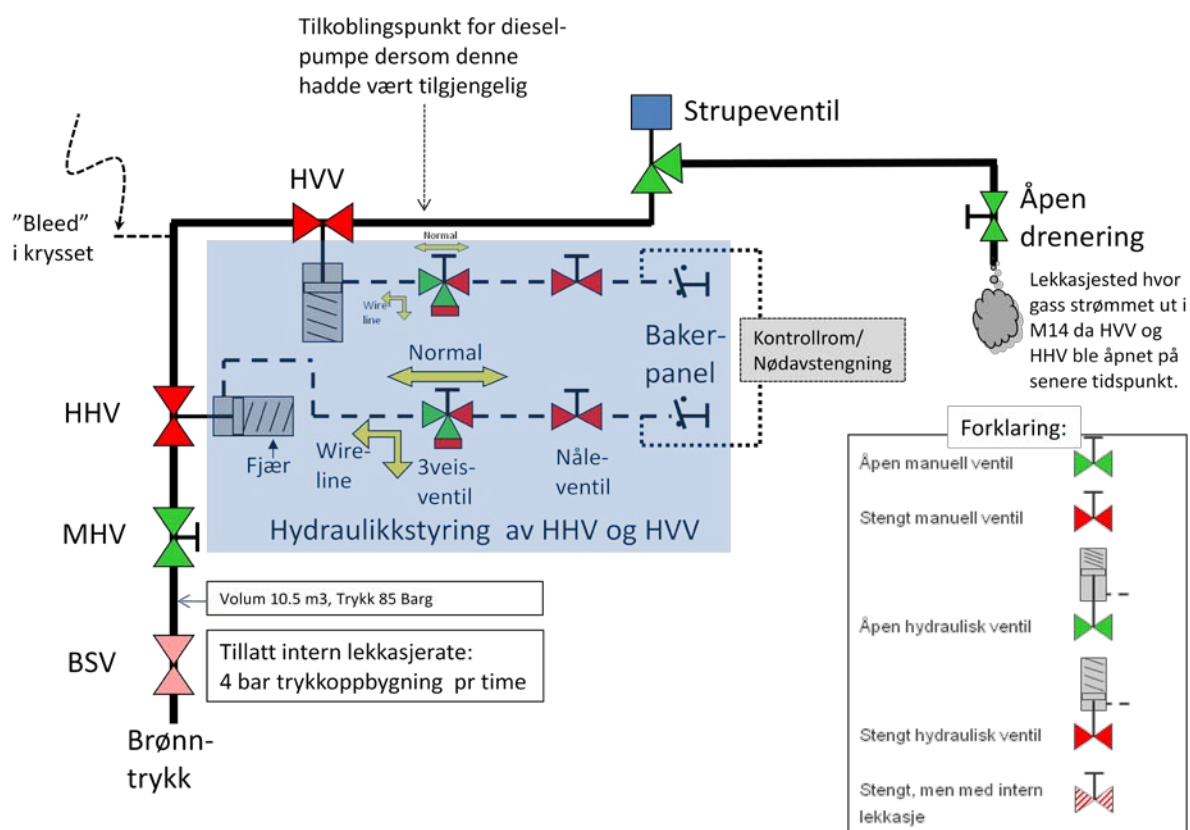 Tilkoblingspunkt for diesel-
pumpe dersom denne
hadde vært tilgjengelig
Strupeventil
HVV
"Bleed"
i krysset
Åpen
drenering
Normal
Wire-
line
Lekkasjested hvor
gass strømmet ut i
M14 da HVV og
HHV ble åpnet på
senere tidspunkt.
Baker-
panel
Kontrollrom/
Nødavstengning
Normal
HHV
Fjær
Wire-
line
3veis-
ventil
Nåle-
ventil
Hydraulikkstyring av HHV og HVV
MHV
Volum 10.5 m3, Trykk 85 Barg
BSV
Tillatt intern lekkasjerate:
4 bar trykkoppbygning pr time
Brønn-
trykk
Forklaring:
Åpen manuell ventil
Stengt manuell ventil
Åpen hydraulisk ventil
Stengt hydraulisk ventil
Stengt, men med intern
lekkasje